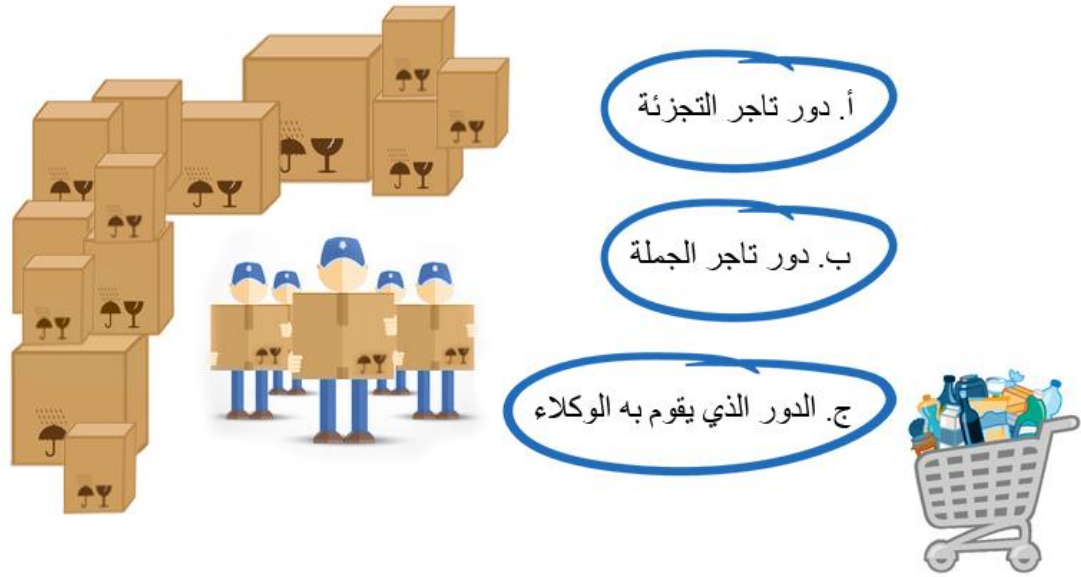 أ. دور تاجر التجزئة
ب. دور تاجر الجملة
ج. الدور الذي يقوم به الوكلاء